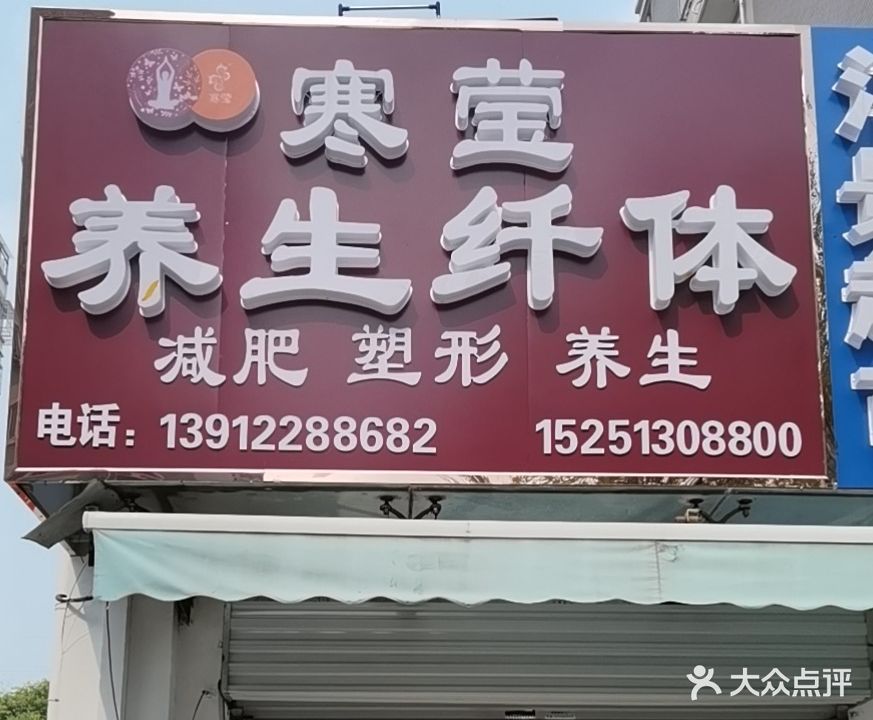 寒莹
养生纤体
减肥 塑形 养生
电话：13912288682 15251308800
大众点评